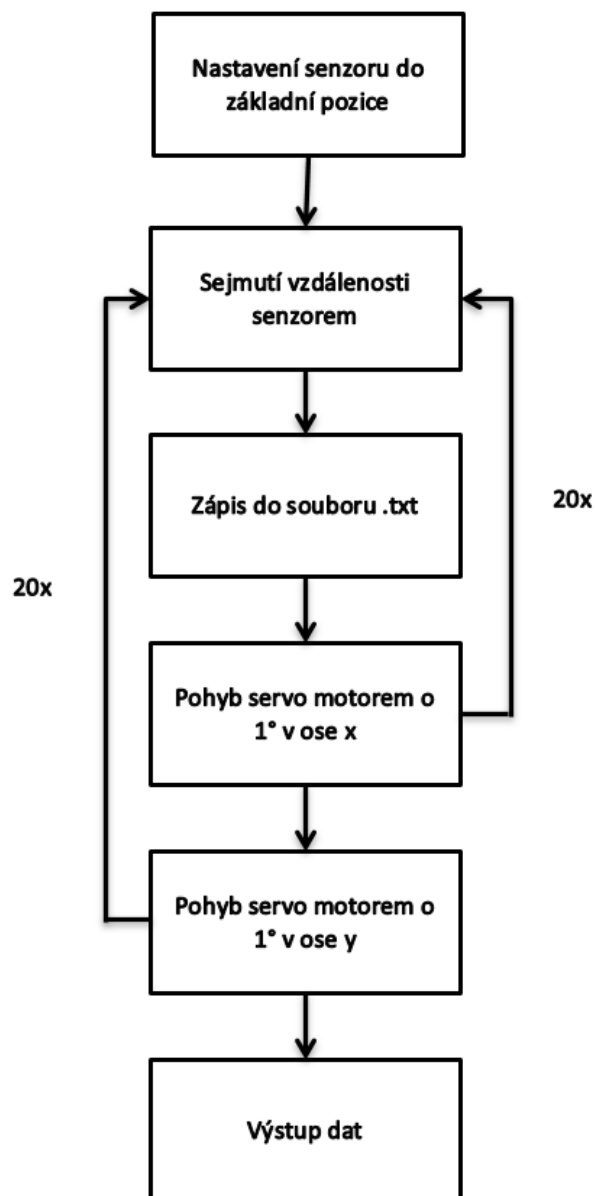 Nastavení senzoru do
základní pozice
Sejmutí vzdálenosti
senzorem
Zápis do souboru .txt
20x
20x
Pohyb servo motorem o
1° v ose x
Pohyb servo motorem o
1° v ose y
Výstup dat